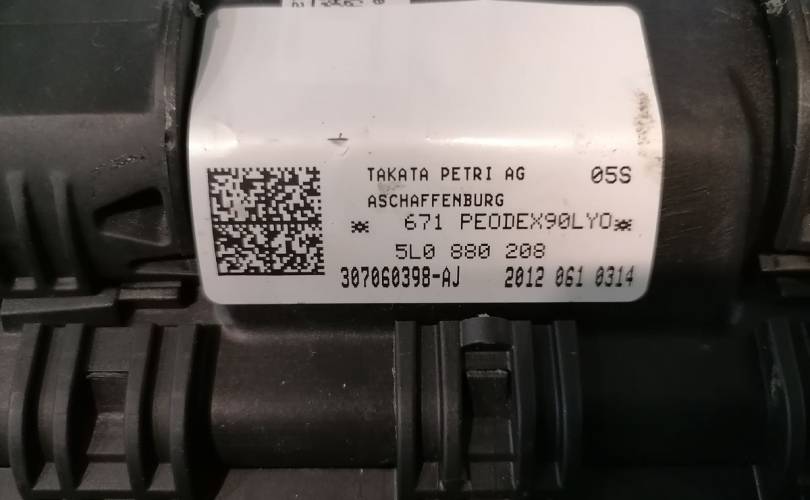 TAKATA PETRI AG 05S
ASCHAFFENBURG
* 671 PEODEX90LYO*
5L0 880 208
307060398-AJ 2012 061 0314